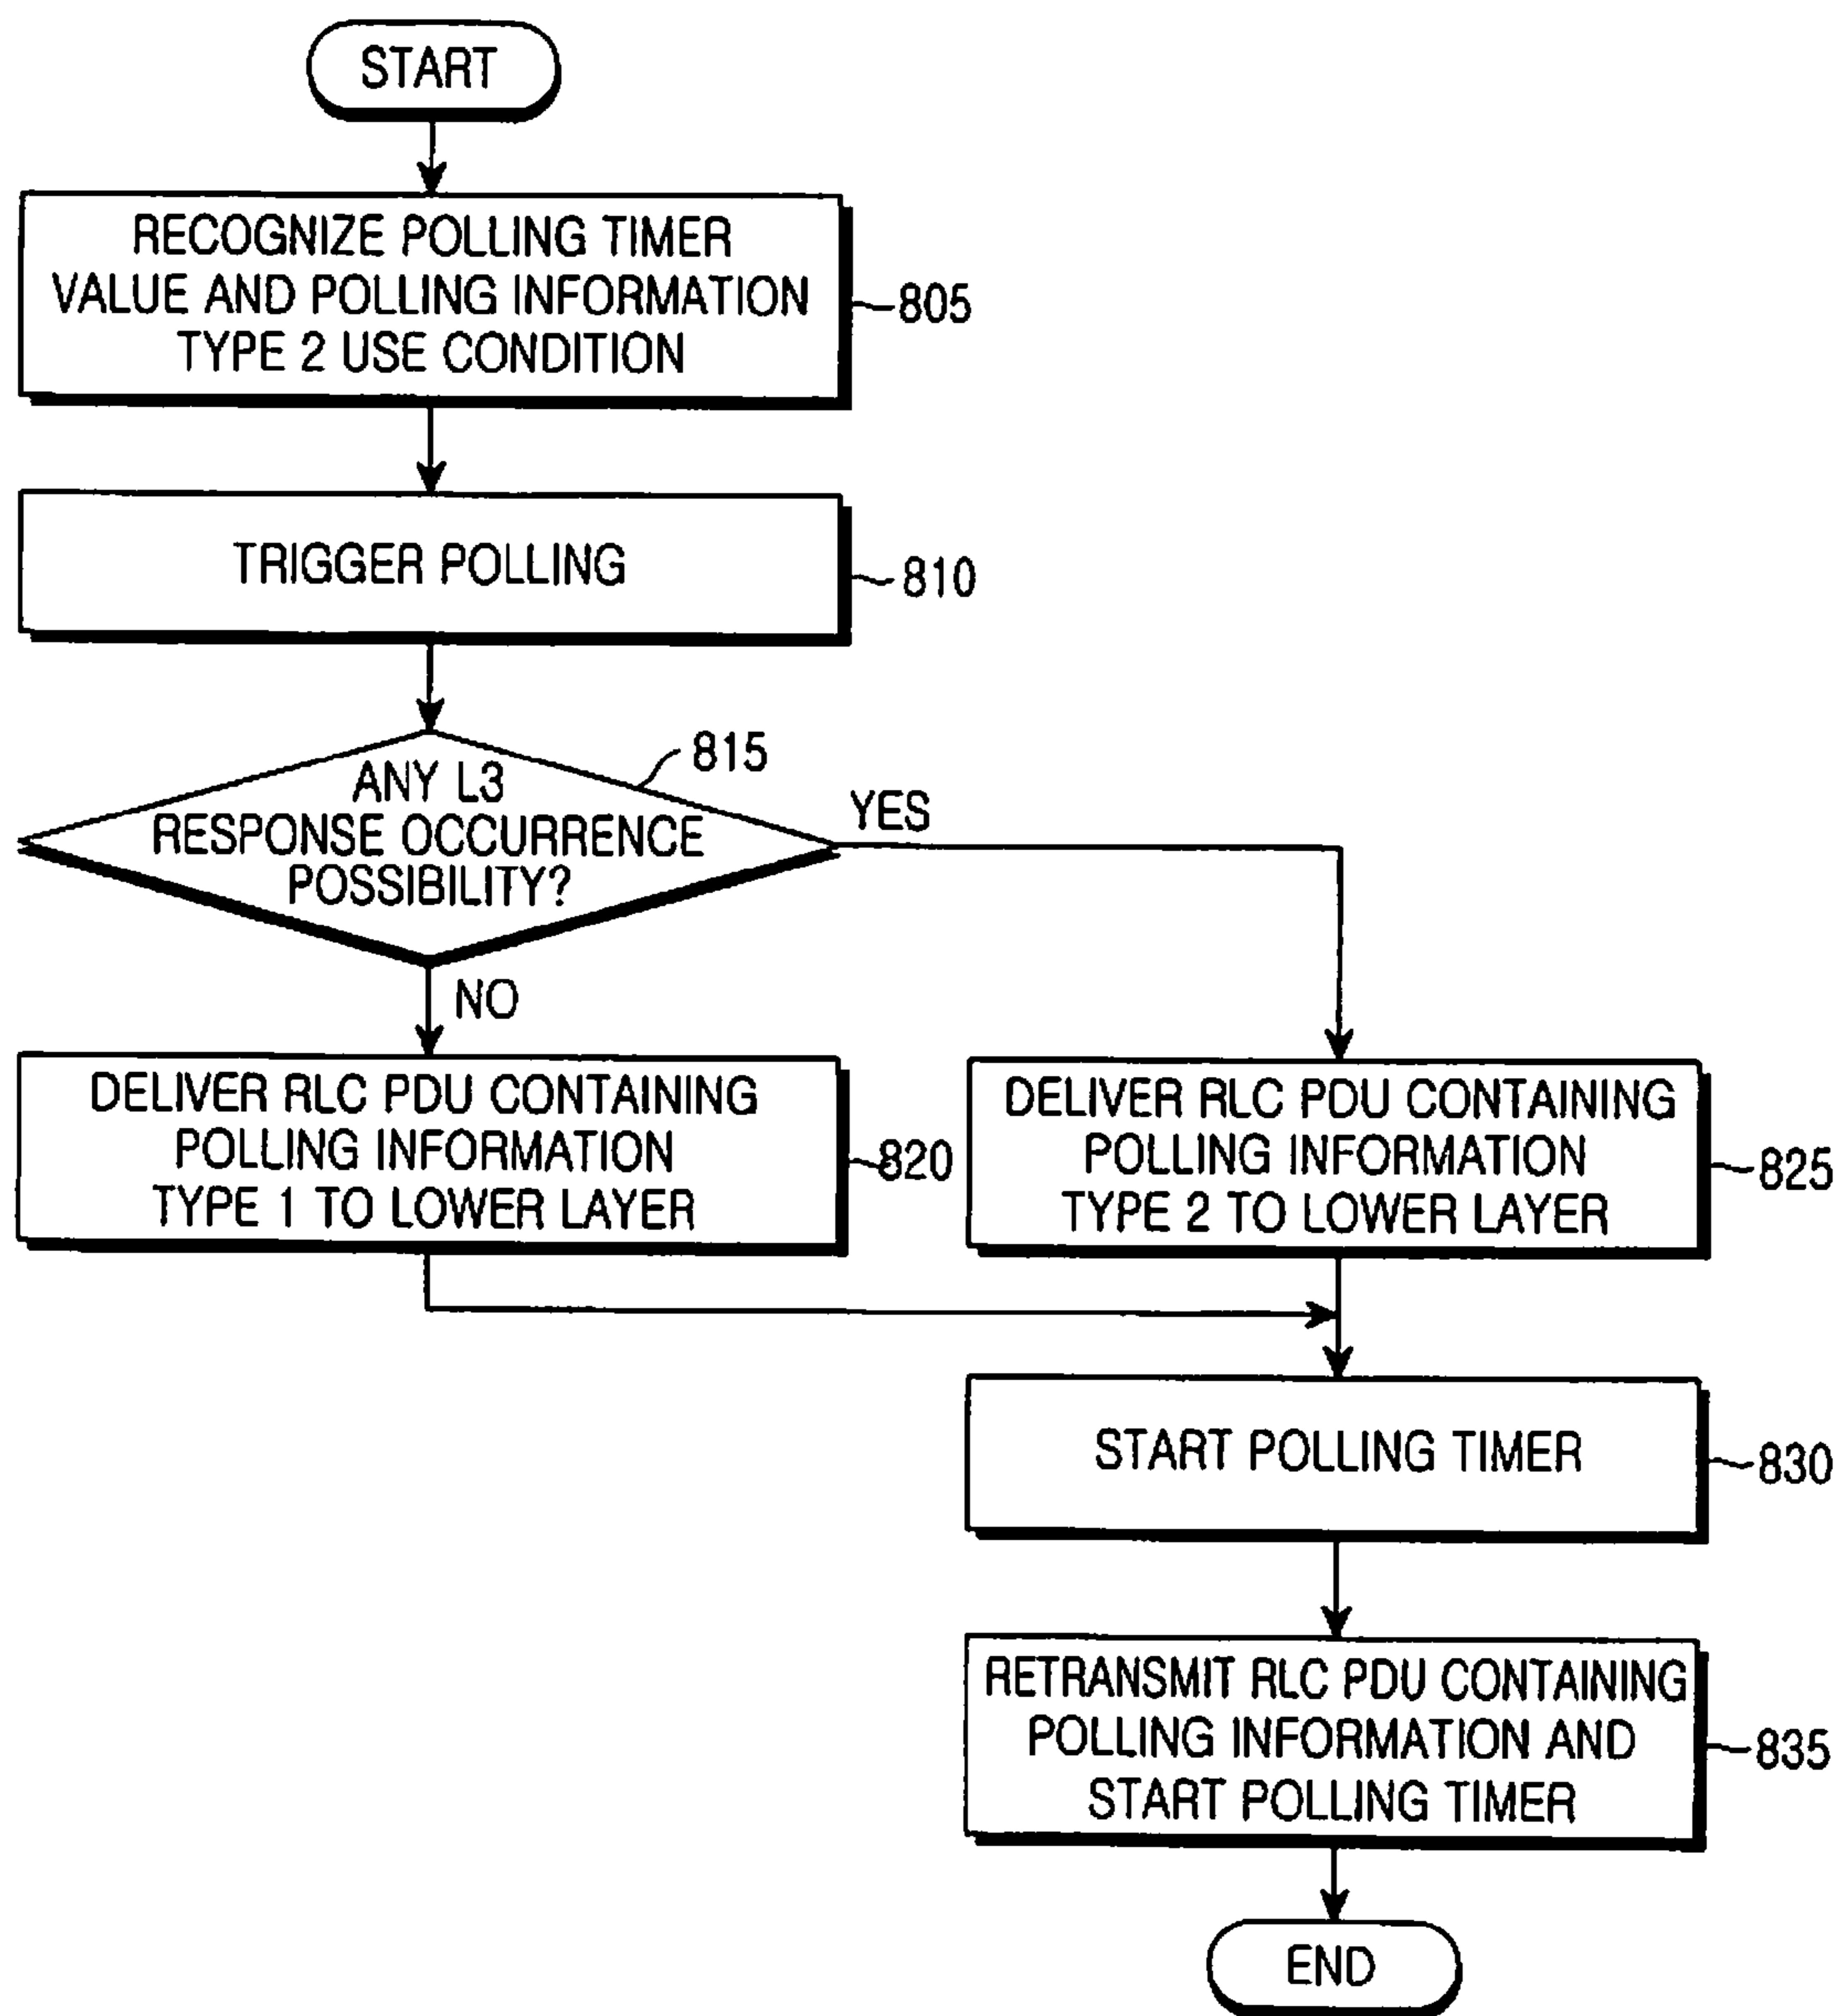 START
RECOGNIZE POLLING TIMER
VALUE AND POLLING INFORMATION
TYPE 2 USE CONDITION
805
TRIGGER POLLING
810
ANY L3
RESPONSE OCCURRENCE
POSSIBILITY?
815
YES
NO
DELIVER RLC PDU CONTAINING
POLLING INFORMATION
TYPE 1 TO LOWER LAYER
820
DELIVER RLC PDU CONTAINING
POLLING INFORMATION
TYPE 2 TO LOWER LAYER
825
START POLLING TIMER
830
RETRANSMIT RLC PDU CONTAINING
POLLING INFORMATION AND
START POLLING TIMER
835
END